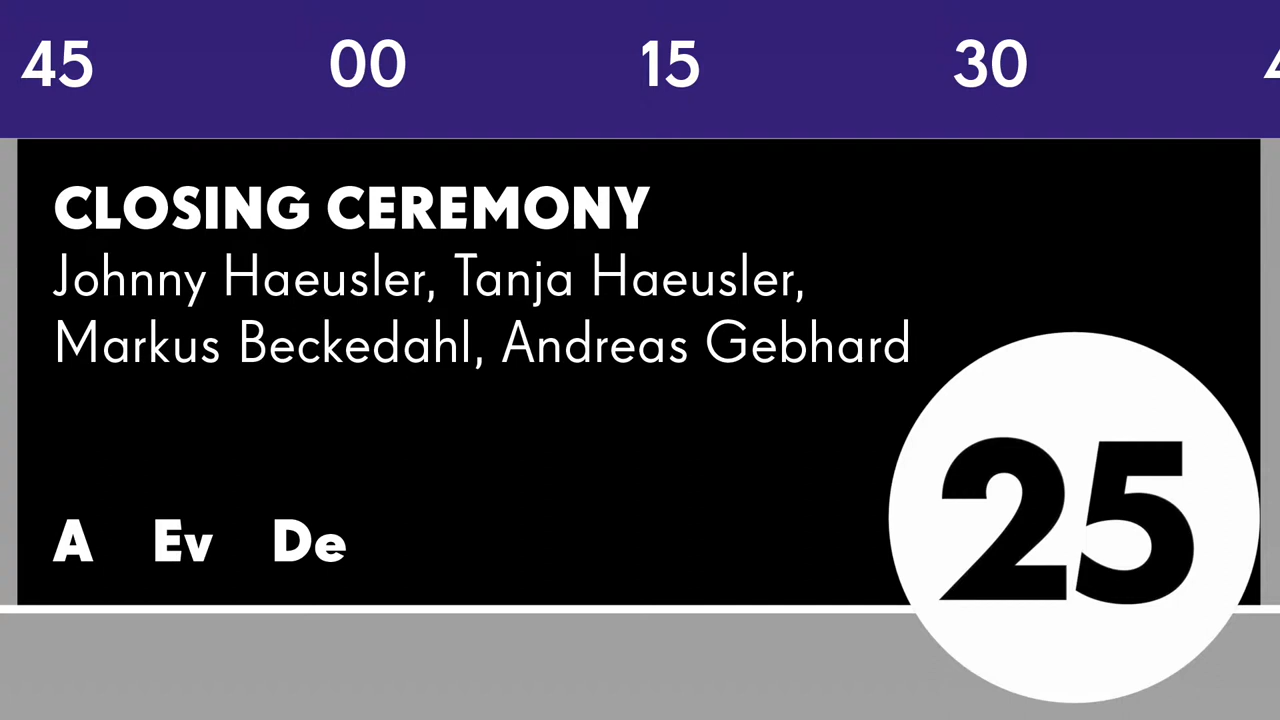 45 00 15 30
CLOSING CEREMONY
Johnny Haeusler, Tanja Haeusler,
Markus Beckedahl, Andreas Gebhard
25
A Ev De